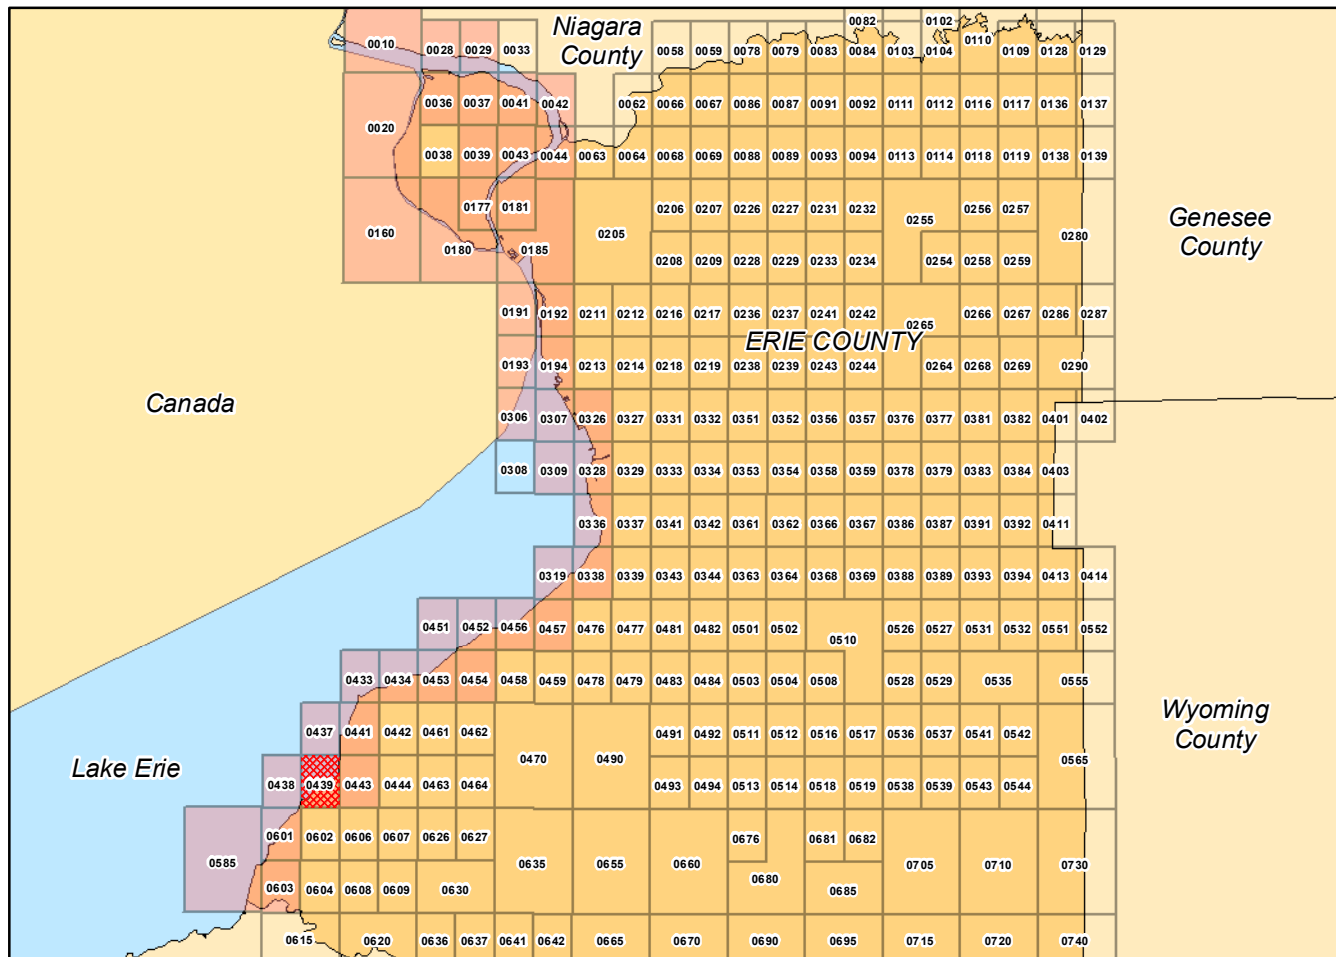 0082 0102
Niagara
County
0010 0028 0029 0033 0058 0059 0078 0079 0083 0084 0103 0104 0110 0109 0128 0129
0036 0037 0041 0042 0062 0066 0067 0086 0087 0091 0092 0111 0112 0116 0117 0136 0137
0020
0038 0039 0043 0044 0063 0064 0068 0069 0088 0089 0093 0094 0113 0114 0118 0119 0138 0139
0177 0181 0206 0207 0226 0227 0231 0232 0255 0256 0257
Genesee
County
0160 0180 0185 0205 0280
0208 0209 0228 0229 0233 0234 0254 0258 0259
0191 0192 0211 0212 0216 0217 0236 0237 0241 0242 0265 0266 0267 0286 0287
ERIE COUNTY
0193 0194 0213 0214 0218 0219 0238 0239 0243 0244 0264 0268 0269 0290
Canada
0306 0307 0326 0327 0331 0332 0351 0352 0356 0357 0376 0377 0381 0382 0401 0402
0308 0309 0328 0329 0333 0334 0353 0354 0358 0359 0378 0379 0383 0384 0403
0336 0337 0341 0342 0361 0362 0366 0367 0386 0387 0391 0392 0411
0319 0338 0339 0343 0344 0363 0364 0368 0369 0388 0389 0393 0394 0413 0414
0451 0452 0456 0457 0476 0477 0481 0482 0501 0502 0510 0526 0527 0531 0532 0551 0552
0433 0434 0453 0454 0458 0459 0478 0479 0483 0484 0503 0504 0508 0528 0529 0535 0555
Wyoming
County
0437 0441 0442 0461 0462 0491 0492 0511 0512 0516 0517 0536 0537 0541 0542
0470 0490 0565
Lake Erie
0438 0439 0443 0444 0463 0464 0493 0494 0513 0514 0518 0519 0538 0539 0543 0544
0601 0602 0606 0607 0626 0627 0676 0681 0682
0585 0635 0655 0660 0705 0710 0730
0603 0604 0608 0609 0630 0680 0685
0615 0620 0636 0637 0641 0642 0665 0670 0690 0695 0715 0720 0740